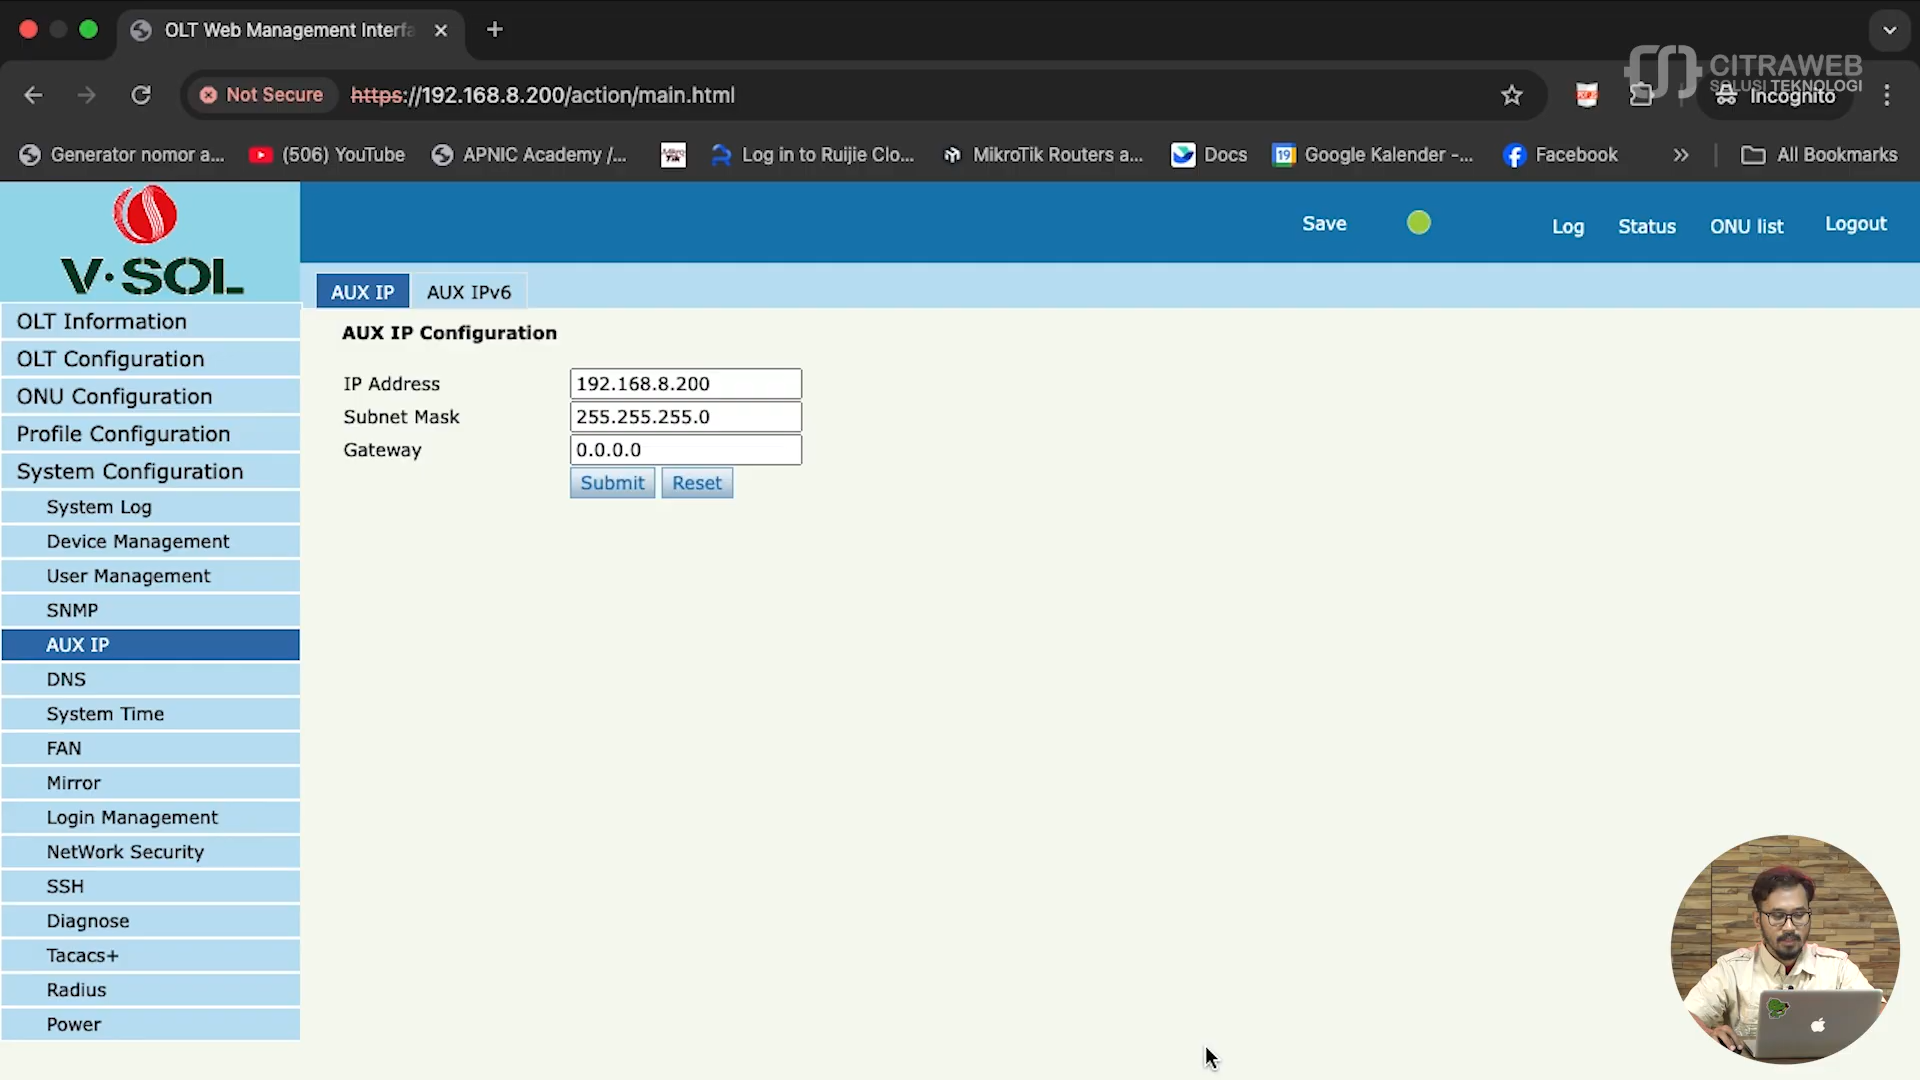 OLT Web Management Interfa
CITRAWEB
SOLUSI TEKNOLOGI
Not Secure
https://192.168.8.200/action/main.html
Incognito
Generator nomor a...
(506) YouTube
APNIC Academy /...
Log in to Ruijie Clo...
MikroTik Routers a...
Docs
19
Google Kalender -...
Facebook
All Bookmarks
V·SOL
Save
Log
Status
ONU list
Logout
AUX IP
AUX IPv6
AUX IP Configuration
IP Address 192.168.8.200
Subnet Mask 255.255.255.0
Gateway 0.0.0.0
Submit Reset
OLT Information
OLT Configuration
ONU Configuration
Profile Configuration
System Configuration
System Log
Device Management
User Management
SNMP
AUX IP
DNS
System Time
FAN
Mirror
Login Management
NetWork Security
SSH
Diagnose
Tacacs+
Radius
Power